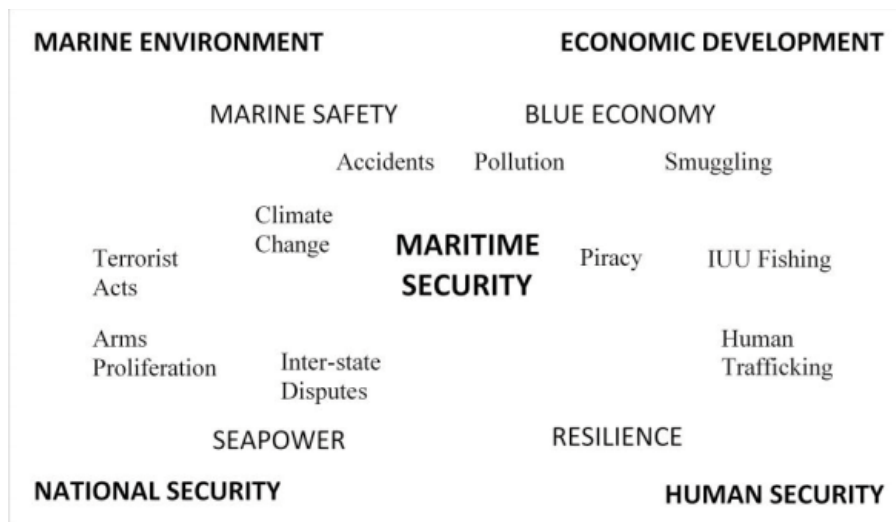 MARINE ENVIRONMENT
ECONOMIC DEVELOPMENT
MARINE SAFETY
BLUE ECONOMY
Accidents
Pollution
Smuggling
Climate
Change
MARITIME
SECURITY
Terrorist
Acts
Piracy
IUU Fishing
Arms
Proliferation
Inter-state
Disputes
Human
Trafficking
SEAPOWER
RESILIENCE
NATIONAL SECURITY
HUMAN SECURITY